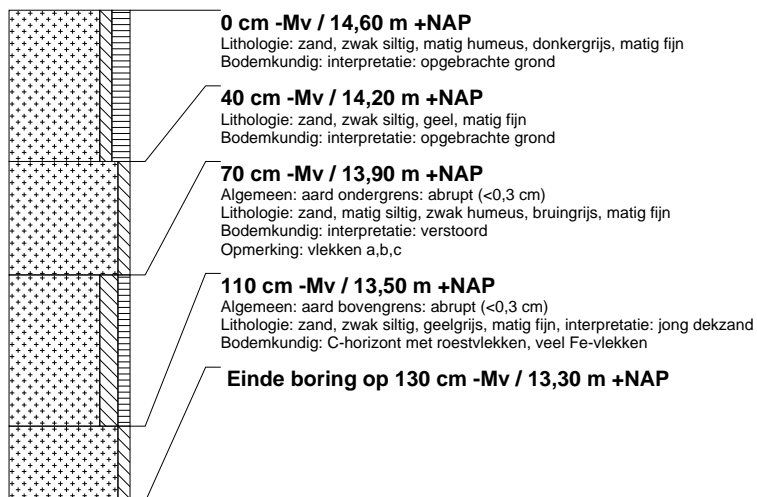 0 cm -Mv / 14,60 m +NAP
Lithologie: zand, zwak siltig, matig humeus, donkergrijs, matig fijn
Bodemkundig: interpretatie: opgebrachte grond
40 cm -Mv / 14,20 m +NAP
Lithologie: zand, zwak siltig, geel, matig fijn
Bodemkundig: interpretatie: opgebrachte grond
70 cm -Mv / 13,90 m +NAP
Algemeen: aard ondergrens: abrupt (<0,3 cm)
Lithologie: zand, matig siltig, zwak humeus, bruingrijs, matig fijn
Bodemkundig: interpretatie: verstoord
Opmerking: vlekken a,b,c
110 cm -Mv / 13,50 m +NAP
Algemeen: aard bovengrens: abrupt (<0,3 cm)
Lithologie: zand, zwak siltig, geelgrijs, matig fijn, interpretatie: jong dekzand
Bodemkundig: C-horizont met roestvlekken, veel Fe-vlekken
Einde boring op 130 cm -Mv / 13,30 m +NAP